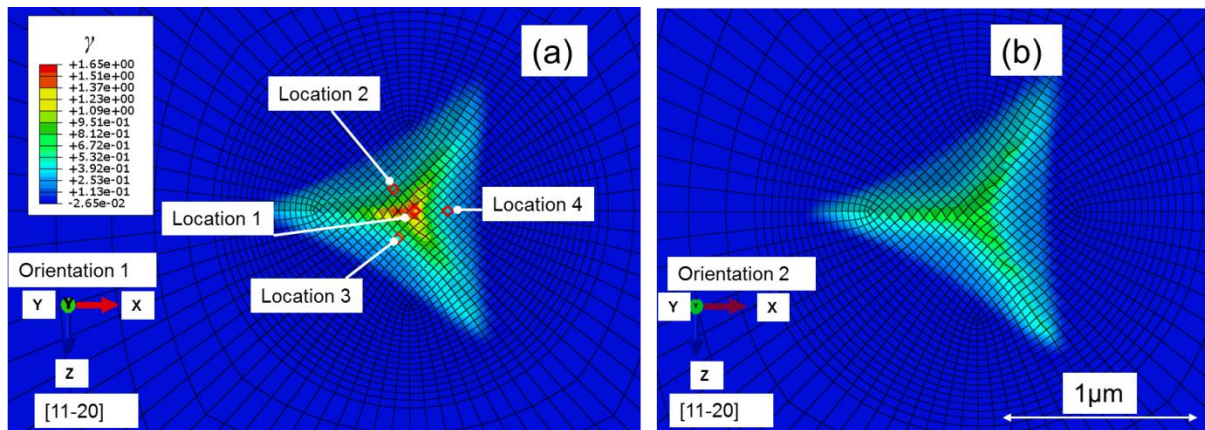 γ
+1.65e+00
+1.51e+00
+1.37e+00
+1.23e+00
+1.09e+00
+9.51e-01
+8.12e-01
+6.72e-01
+5.32e-01
+3.92e-01
+2.53e-01
+1.13e-01
-2.65e-02
(a)
Location 2
Location 1
Location 4
Location 3
Orientation 1
Y
Y
X
Z
[11-20]
(b)
Orientation 2
Y
Y
X
Z
[11-20]
1μm